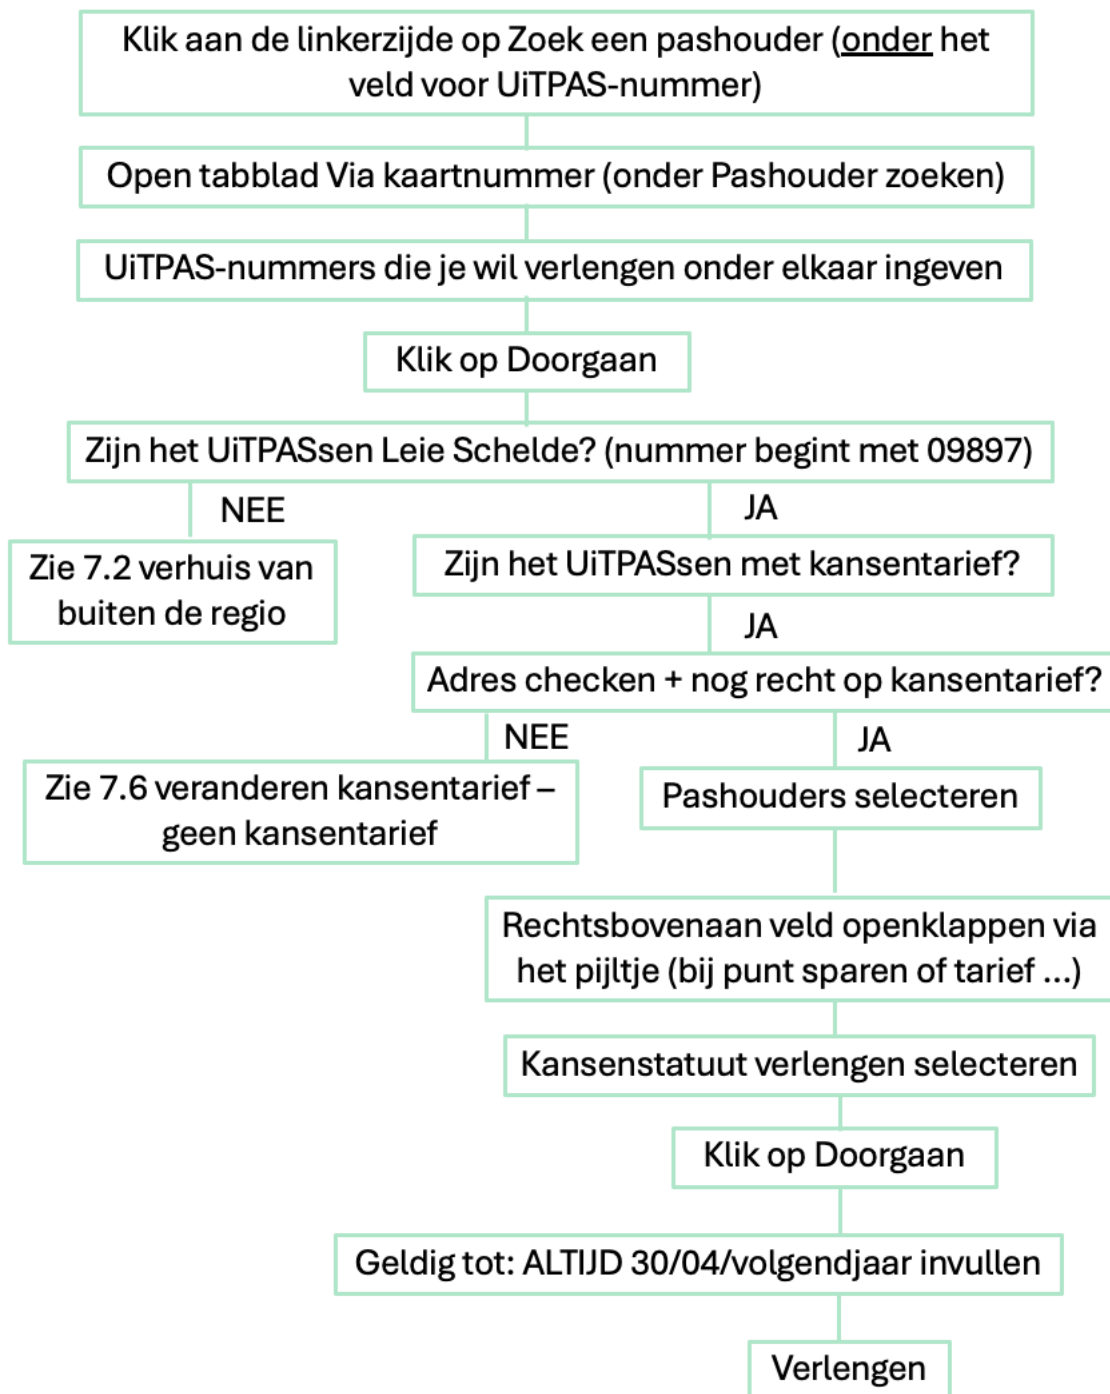 Klik aan de linkerzijde op Zoek een pashouder (onder het
veld voor UiTPAS-nummer)
Open tabblad Via kaartnummer (onder Pashouder zoeken)
UiTPAS-nummers die je wil verlengen onder elkaar ingeven
Klik op Doorgaan
Zijn het UiTPASsen Leie Schelde? (nummer begint met 09897)
NEE
JA
Zie 7.2 verhuis van
buiten de regio
Zijn het UiTPASsen met kansentarief?
JA
Adres checken + nog recht op kansentarief?
NEE
JA
Zie 7.6 veranderen kansentarief –
geen kansentarief
Pashouders selecteren
Rechtsbovenaan veld openklappen via
het pijltje (bij punt sparen of tarief ...)
Kansenstatuut verlengen selecteren
Klik op Doorgaan
Geldig tot: ALTIJD 30/04/volgendjaar invullen
Verlengen